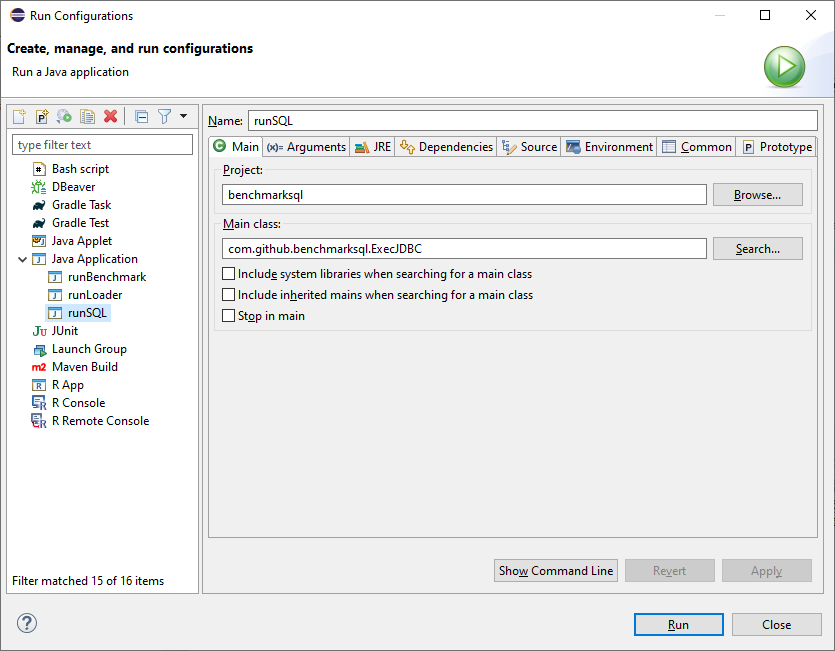 Run Configurations
Create, manage, and run configurations
Run a Java application
type filter text
Bash script
DBeaver
Gradle Task
Gradle Test
Java Applet
Java Application
runBenchmark
runLoader
runSQL
JUnit
Launch Group
Maven Build
R App
R Console
R Remote Console
Filter matched 15 of 16 items
Name: runSQL
Main (x)= Arguments JRE Dependencies Source Environment Common Prototype
Project:
benchmarksql Browse...
Main class:
com.github.benchmarksql.ExecJDBC Search...
Include system libraries when searching for a main class
Include inherited mains when searching for a main class
Stop in main
Show Command Line Revert Apply
Run Close